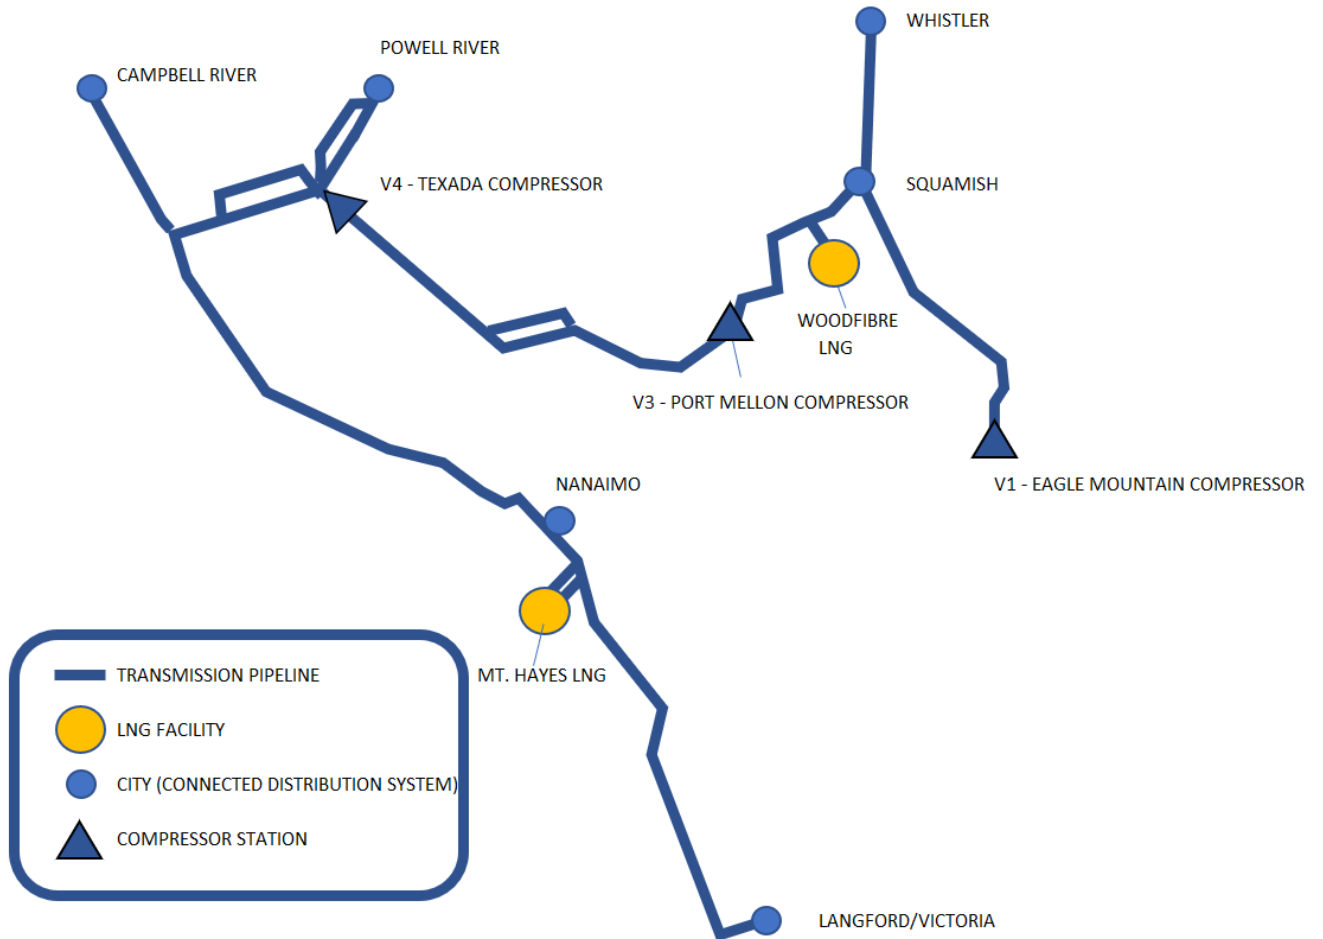 WHISTLER
POWELL RIVER
CAMPBELL RIVER
V4 - TEXADA COMPRESSOR
SQUAMISH
WOODFIBRE
LNG
V3 - PORT MELLON COMPRESSOR
NANAIMO
V1 - EAGLE MOUNTAIN COMPRESSOR
MT. HAYES LNG
TRANSMISSION PIPELINE
LNG FACILITY
CITY (CONNECTED DISTRIBUTION SYSTEM)
COMPRESSOR STATION
LANGFORD/VICTORIA